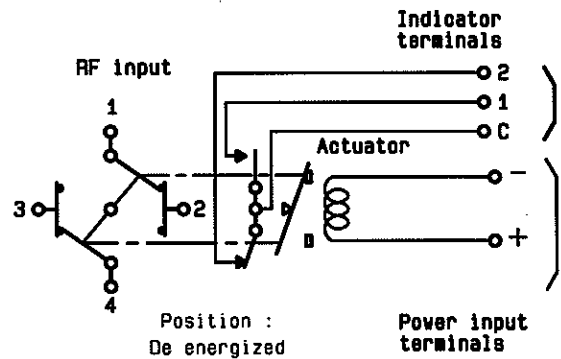 Indicator
terminals
RF input
2
1
1
C
Actuator
-
3
2
+
4
Position :
De energized
Power input
terminals